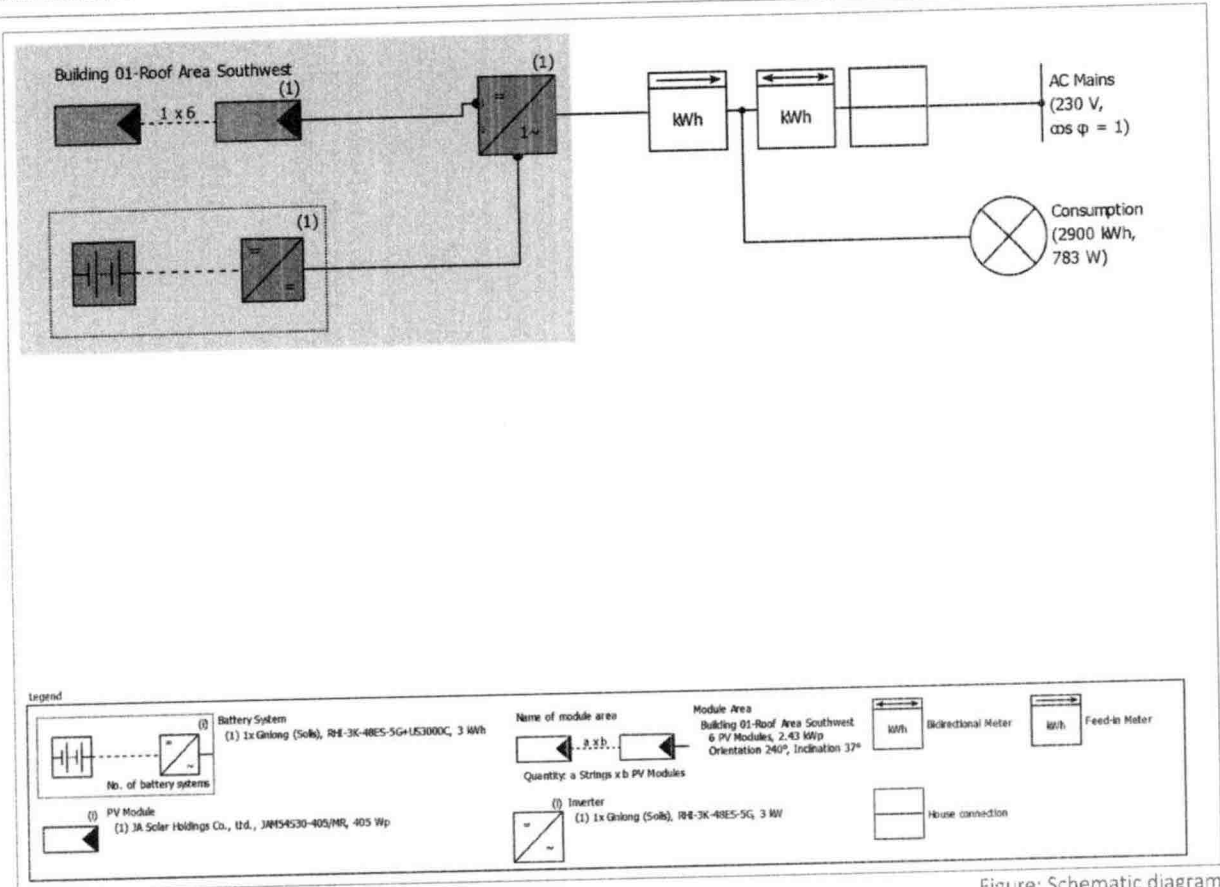 Building 01-Roof Area Southwest
(1)
1 x 6
(1)
=
1~
kWh
kWh
AC Mains
(230 V,
cos φ = 1)
(1)
=
=
Consumption
(2900 kWh,
783 W)
Legend
Battery System
(i)
(1) 1x Ginlong (Solis), RHI-3K-48ES-5G+US3000C, 3 kWh
=
~
No. of battery systems
(i) PV Module
(1) JA Solar Holdings Co., Ltd., JAM54S30-405/MR, 405 Wp
Name of module area
a x b
Quantity: a Strings x b PV Modules
Module Area
Building 01-Roof Area Southwest
6 PV Modules, 2.43 kWp
Orientation 240°, Inclination 37°
(i) Inverter
(1) 1x Ginlong (Solis), RHI-3K-48ES-5G, 3 kW
=
~
kWh
Bidirectional Meter
kWh
Feed-in Meter
House connection
Figure: Schematic diagram